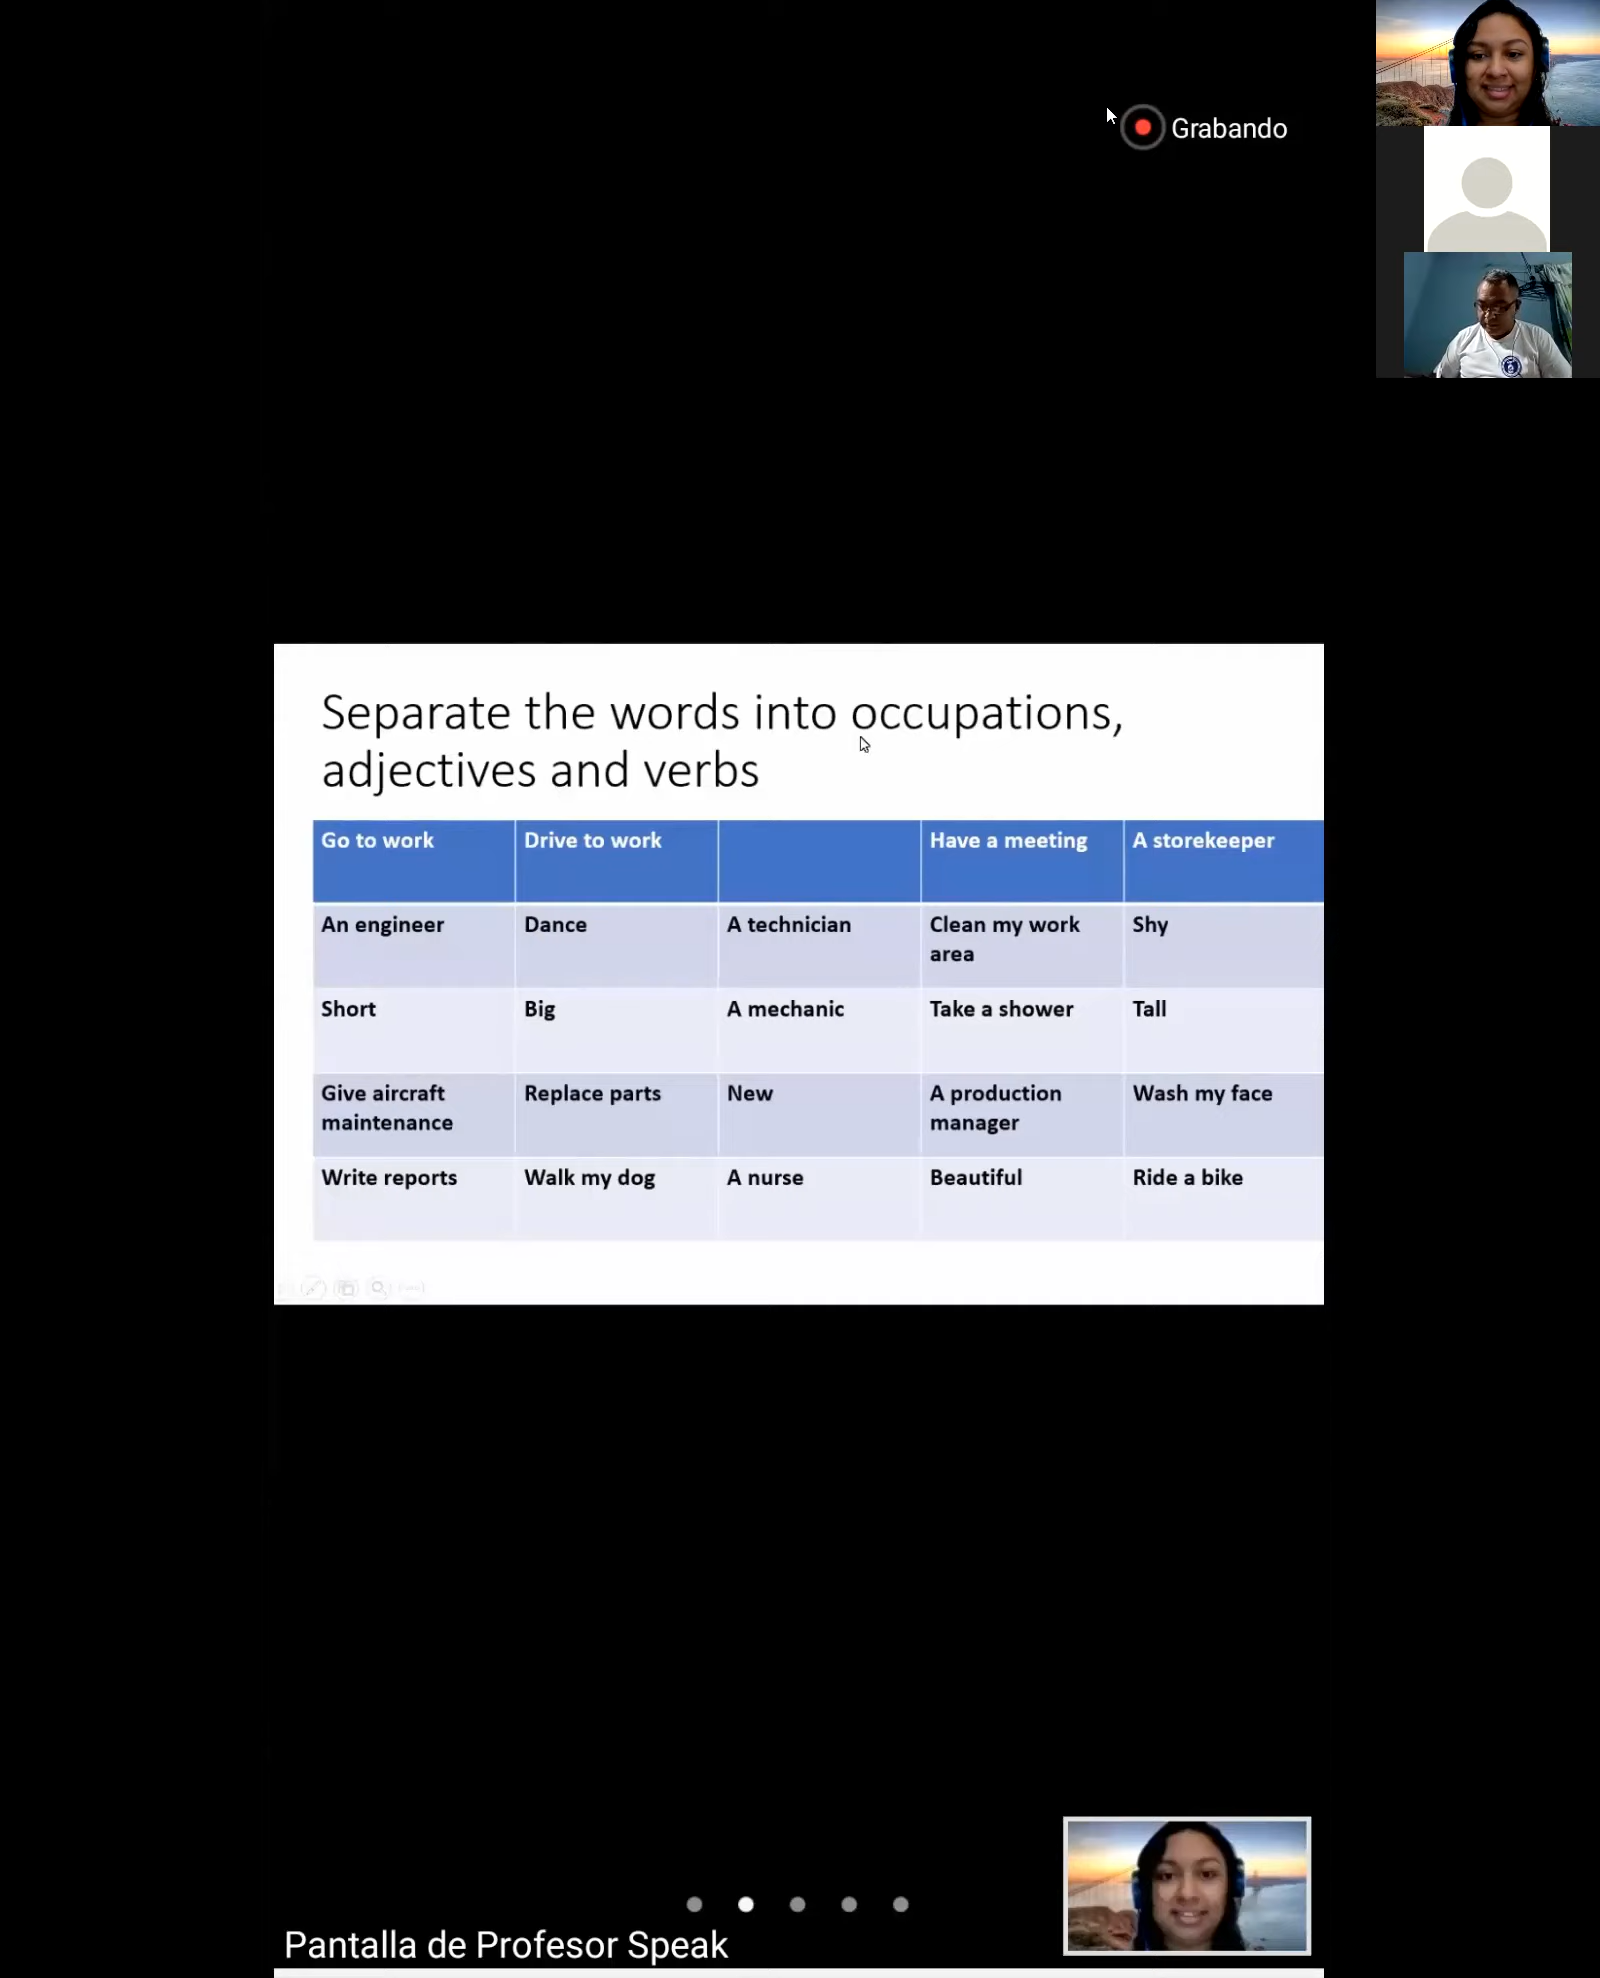 Grabando
Separate the words into occupations,
adjectives and verbs
Go to work
Drive to work
Have a meeting
A storekeeper
An engineer
Dance
A technician
Clean my work
area
Shy
Short
Big
A mechanic
Take a shower
Tall
Give aircraft
maintenance
Replace parts
New
A production
manager
Wash my face
Write reports
Walk my dog
A nurse
Beautiful
Ride a bike
Pantalla de Profesor Speak